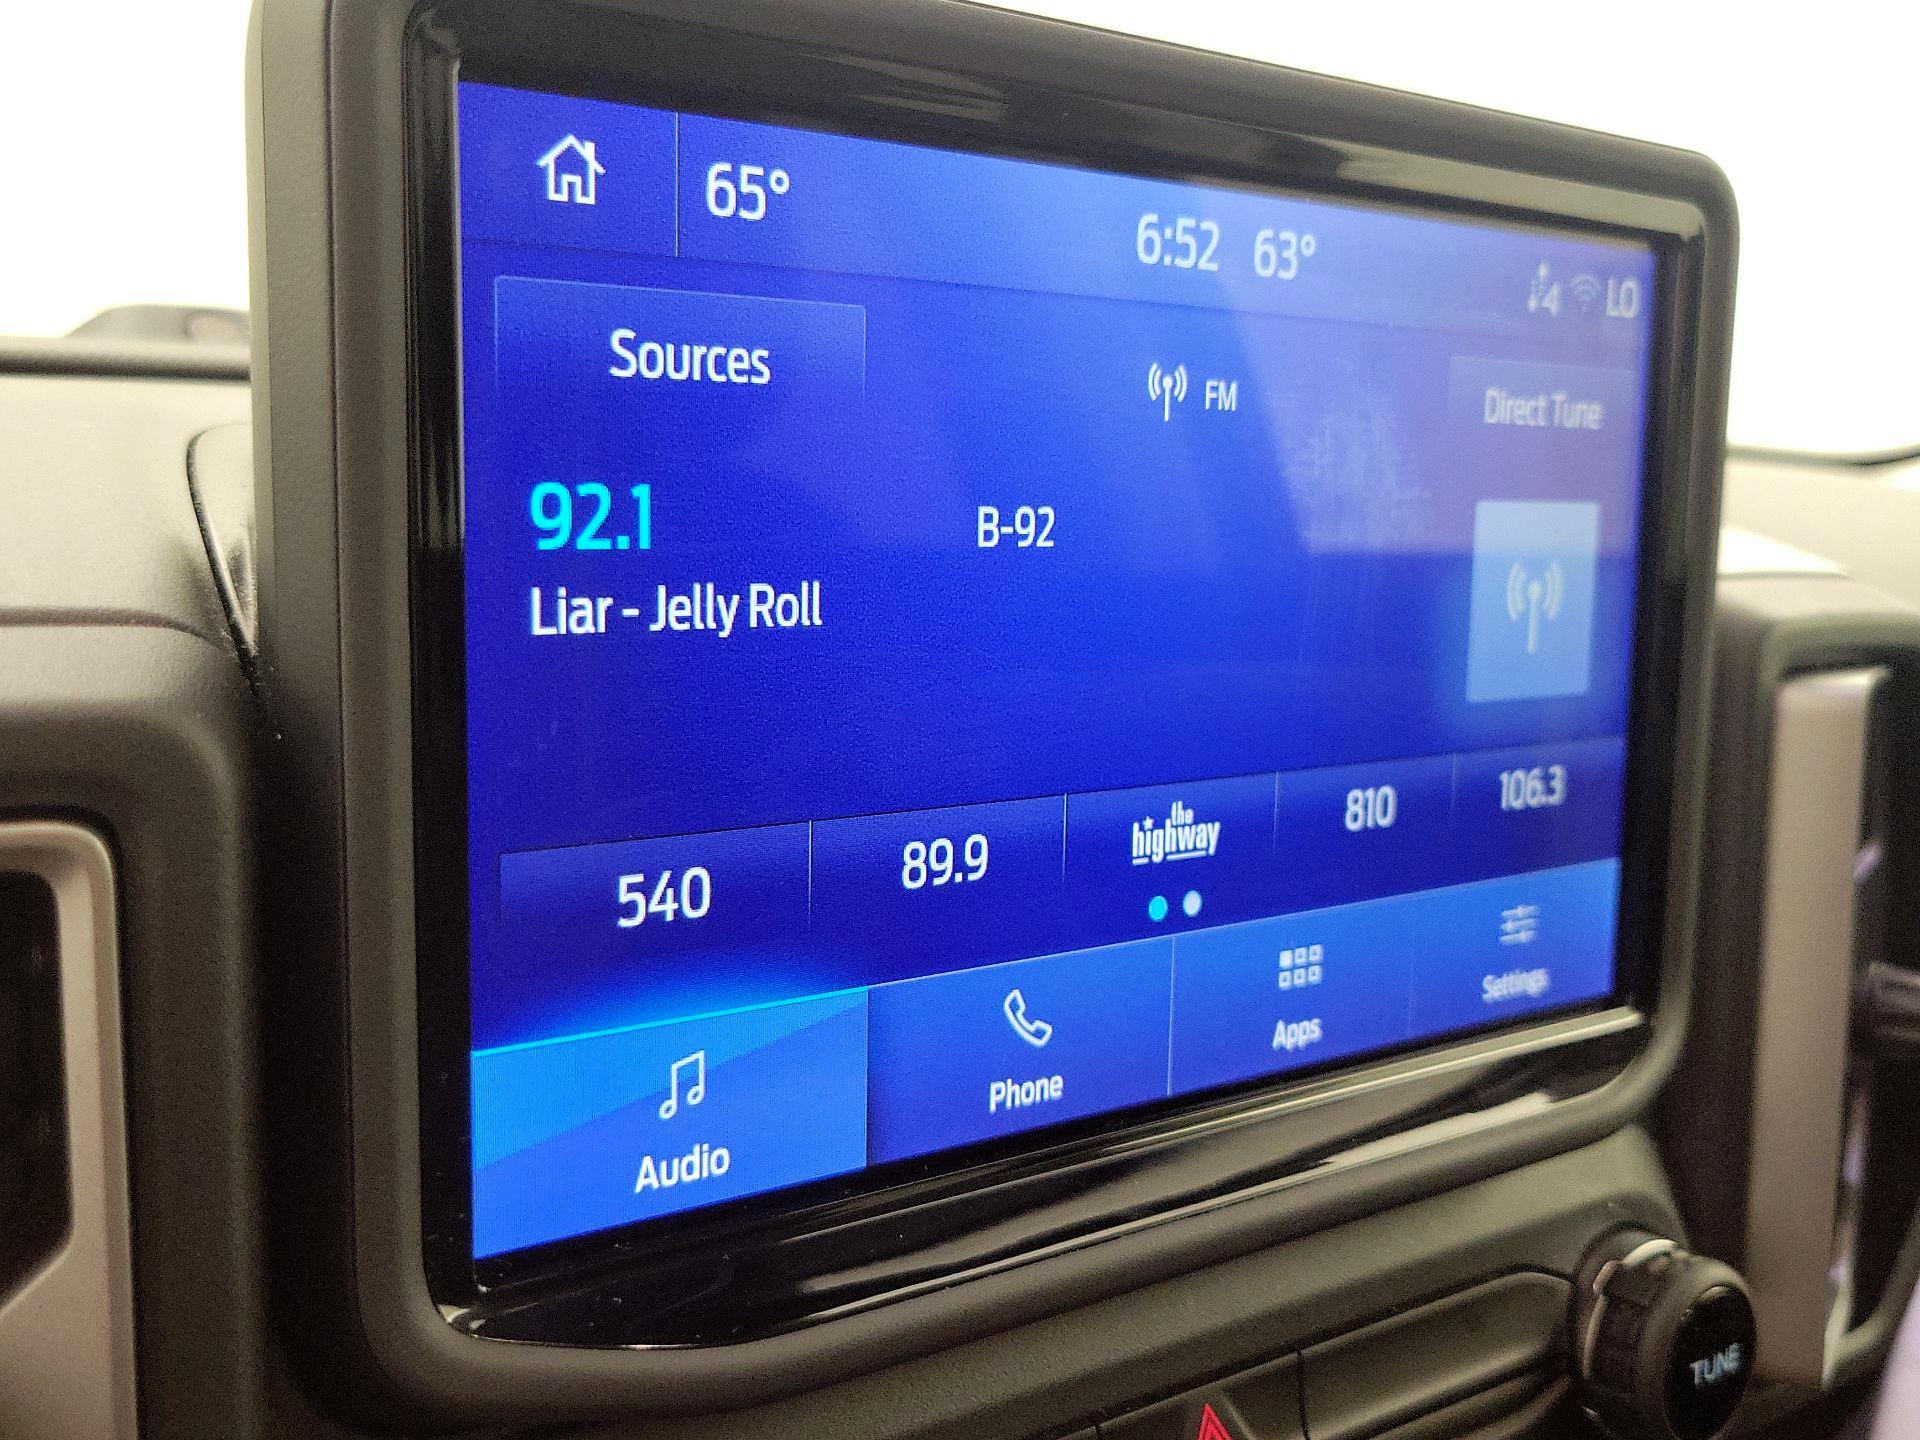 65°
6:52 63°
4 LO
Sources
FM
Direct Tune
92.1
B-92
Liar - Jelly Roll
540
89.9
the
highway
810
106.3
Audio
Phone
Apps
Settings
TUNE